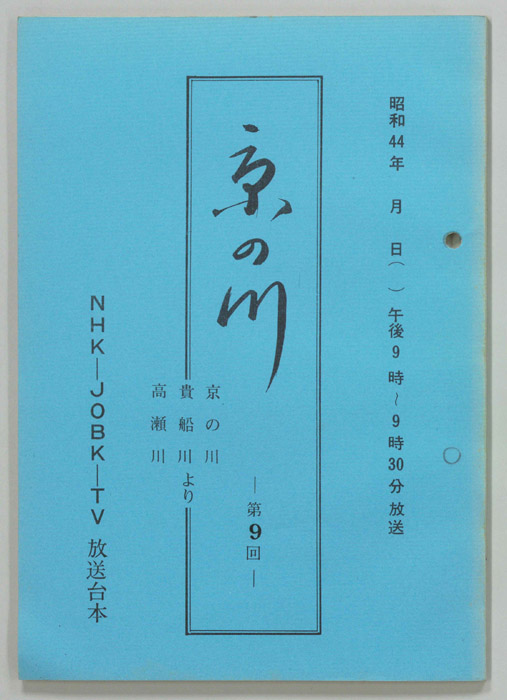 昭和44年　月　日（　）午後9時〜9時30分放送
京の川
―第9回―
京の川
貴船川より
高瀬川
NHK―JOBK―TV 放送台本